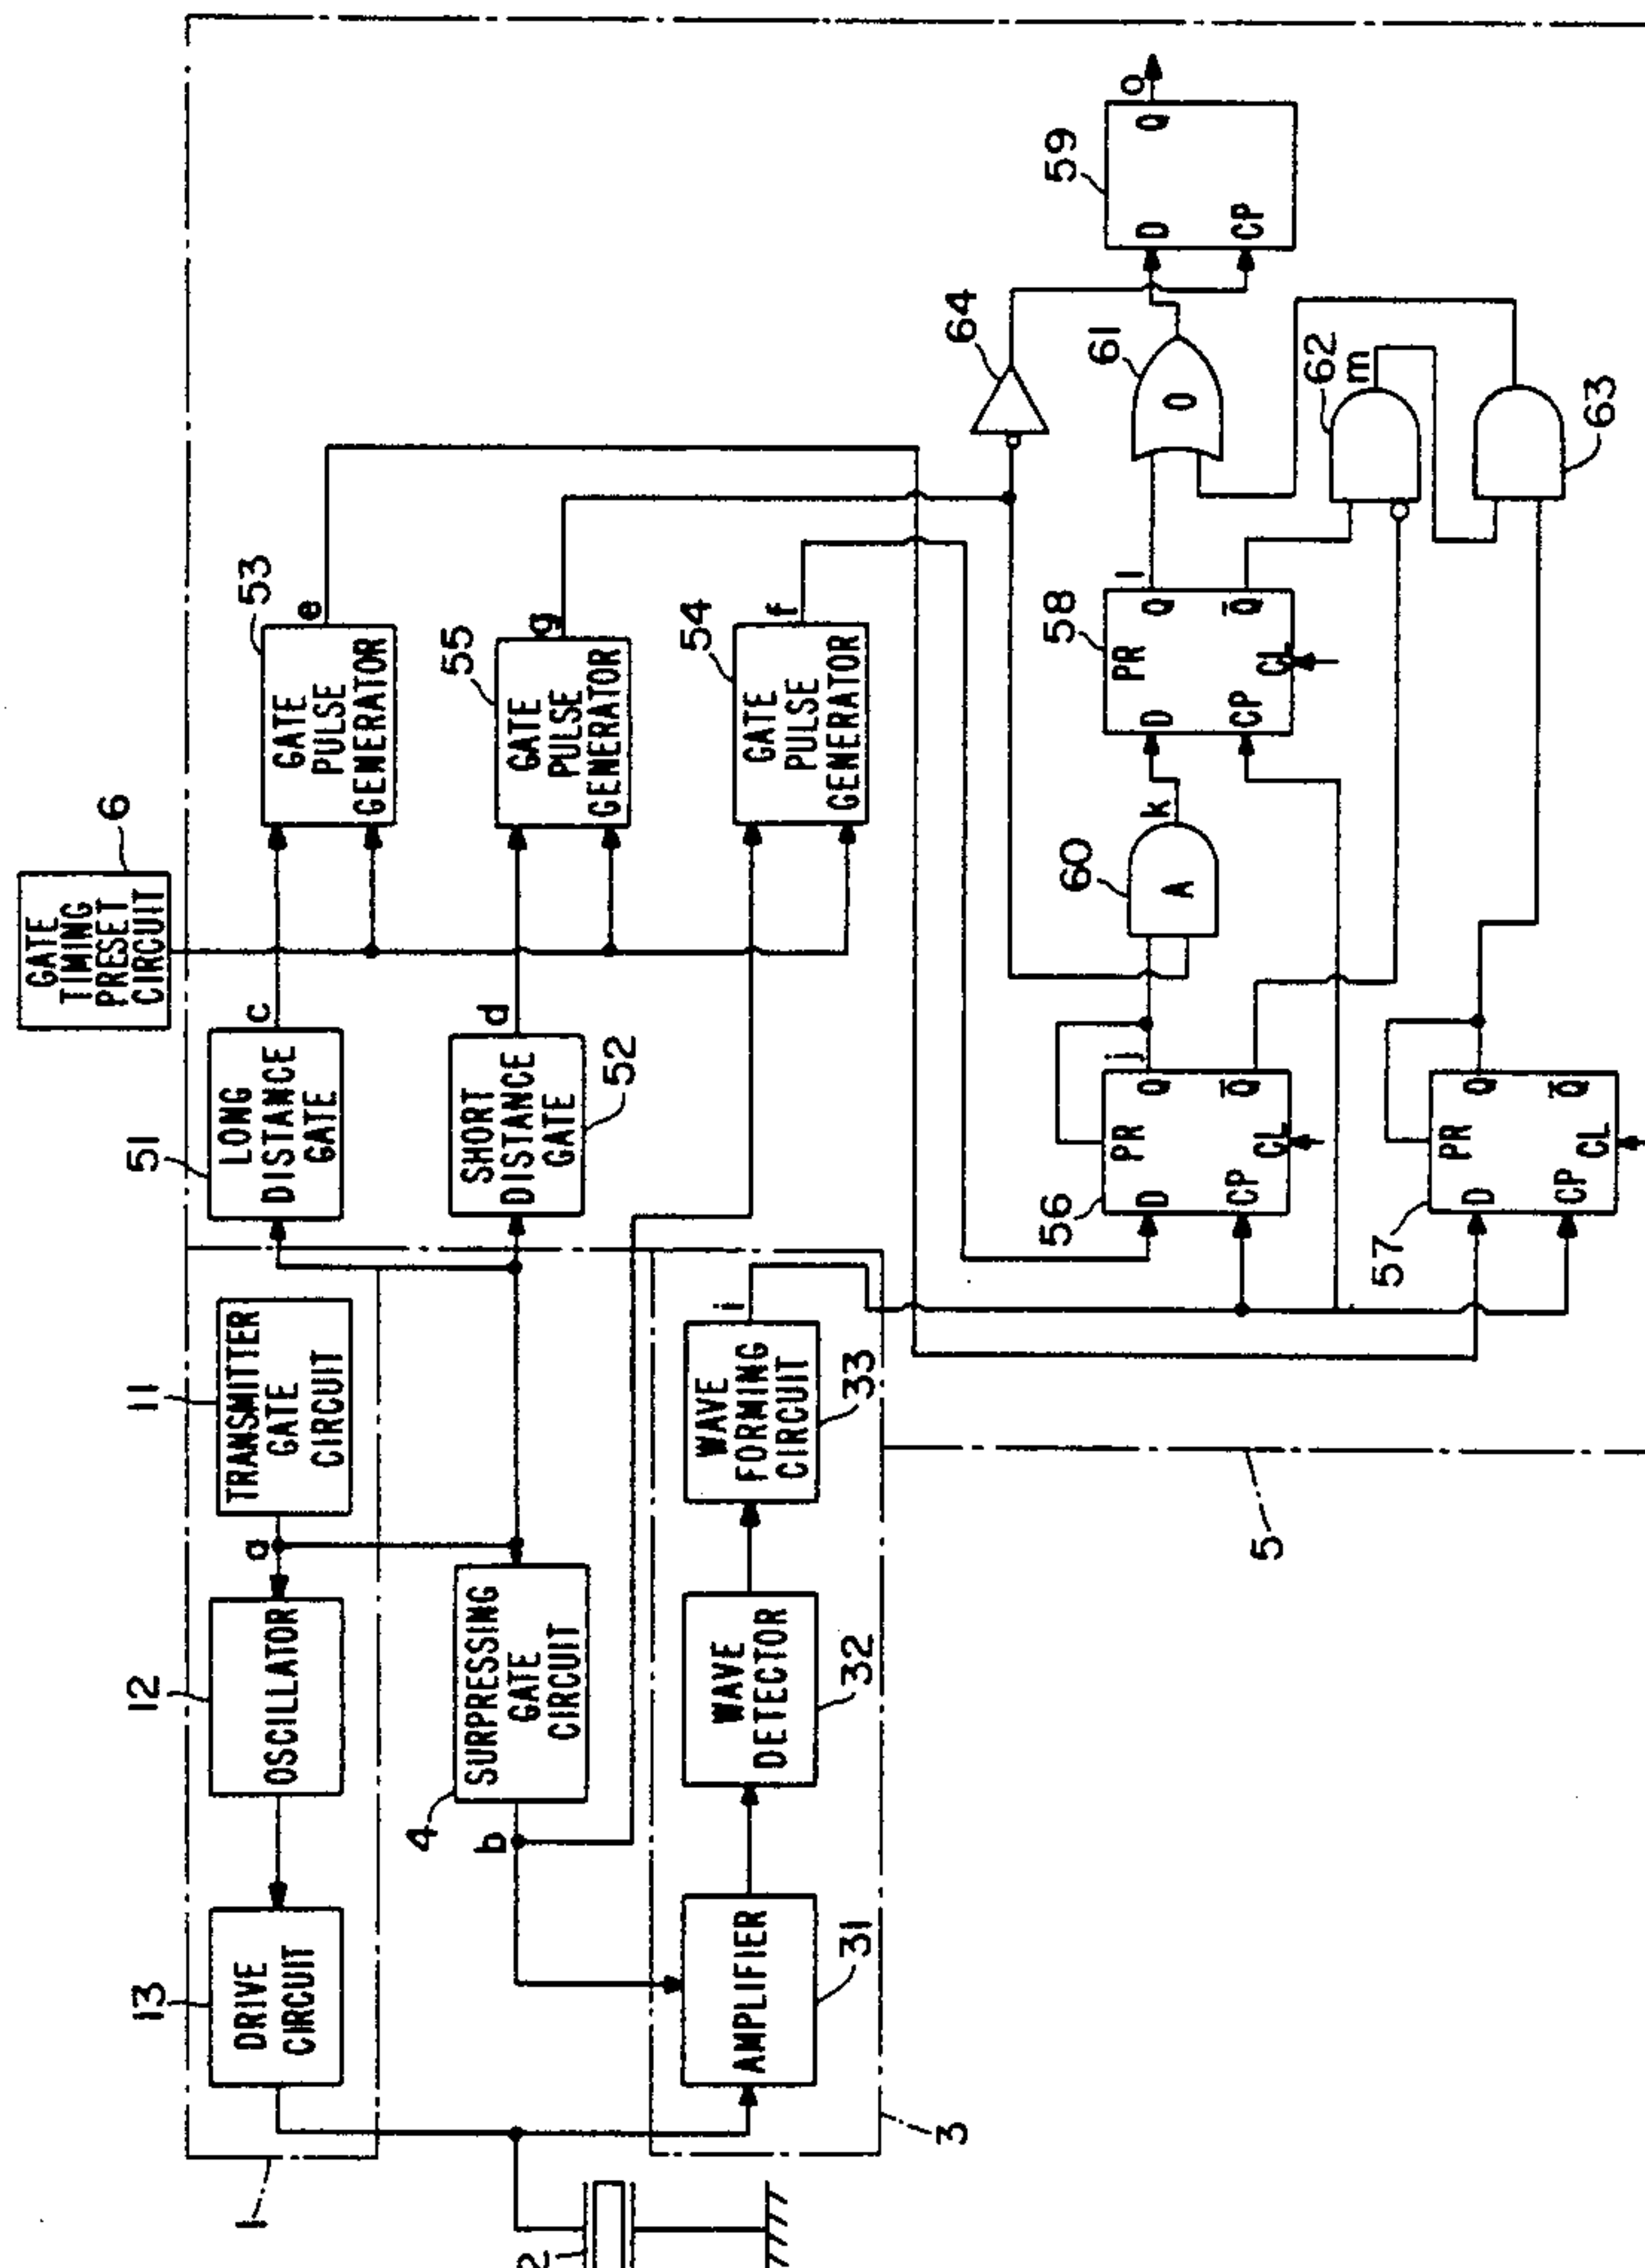 6
GATE
TIMING
PRESET
CIRCUIT
1
13
DRIVE
CIRCUIT
12
OSCILLATOR
a
11
TRANSMITTER
GATE
CIRCUIT
51
LONG
DISTANCE
GATE
c
53
GATE
PULSE
GENERATOR
e
4
SURPRESSING
GATE
CIRCUIT
b
SHORT
DISTANCE
GATE
52
d
55
GATE
PULSE
GENERATOR
g
54
GATE
PULSE
GENERATOR
f
2
3
AMPLIFIER
31
WAVE
DETECTOR
32
WAVE
FORMING
CIRCUIT
33
i
5
56
D
PR
Q
CP
CL
Q̅
j
60
A
k
58
D
PR
Q
CP
CL
Q̅
l
64
61
O
59
D
Q
CP
o
62
m
63
57
D
PR
Q
CP
CL
Q̅